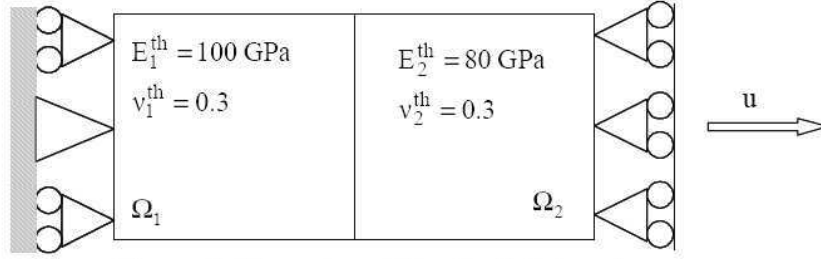 E₁ᵗʰ = 100 GPa
ν₁ᵗʰ = 0.3
E₂ᵗʰ = 80 GPa
ν₂ᵗʰ = 0.3
u
Ω₁
Ω₂